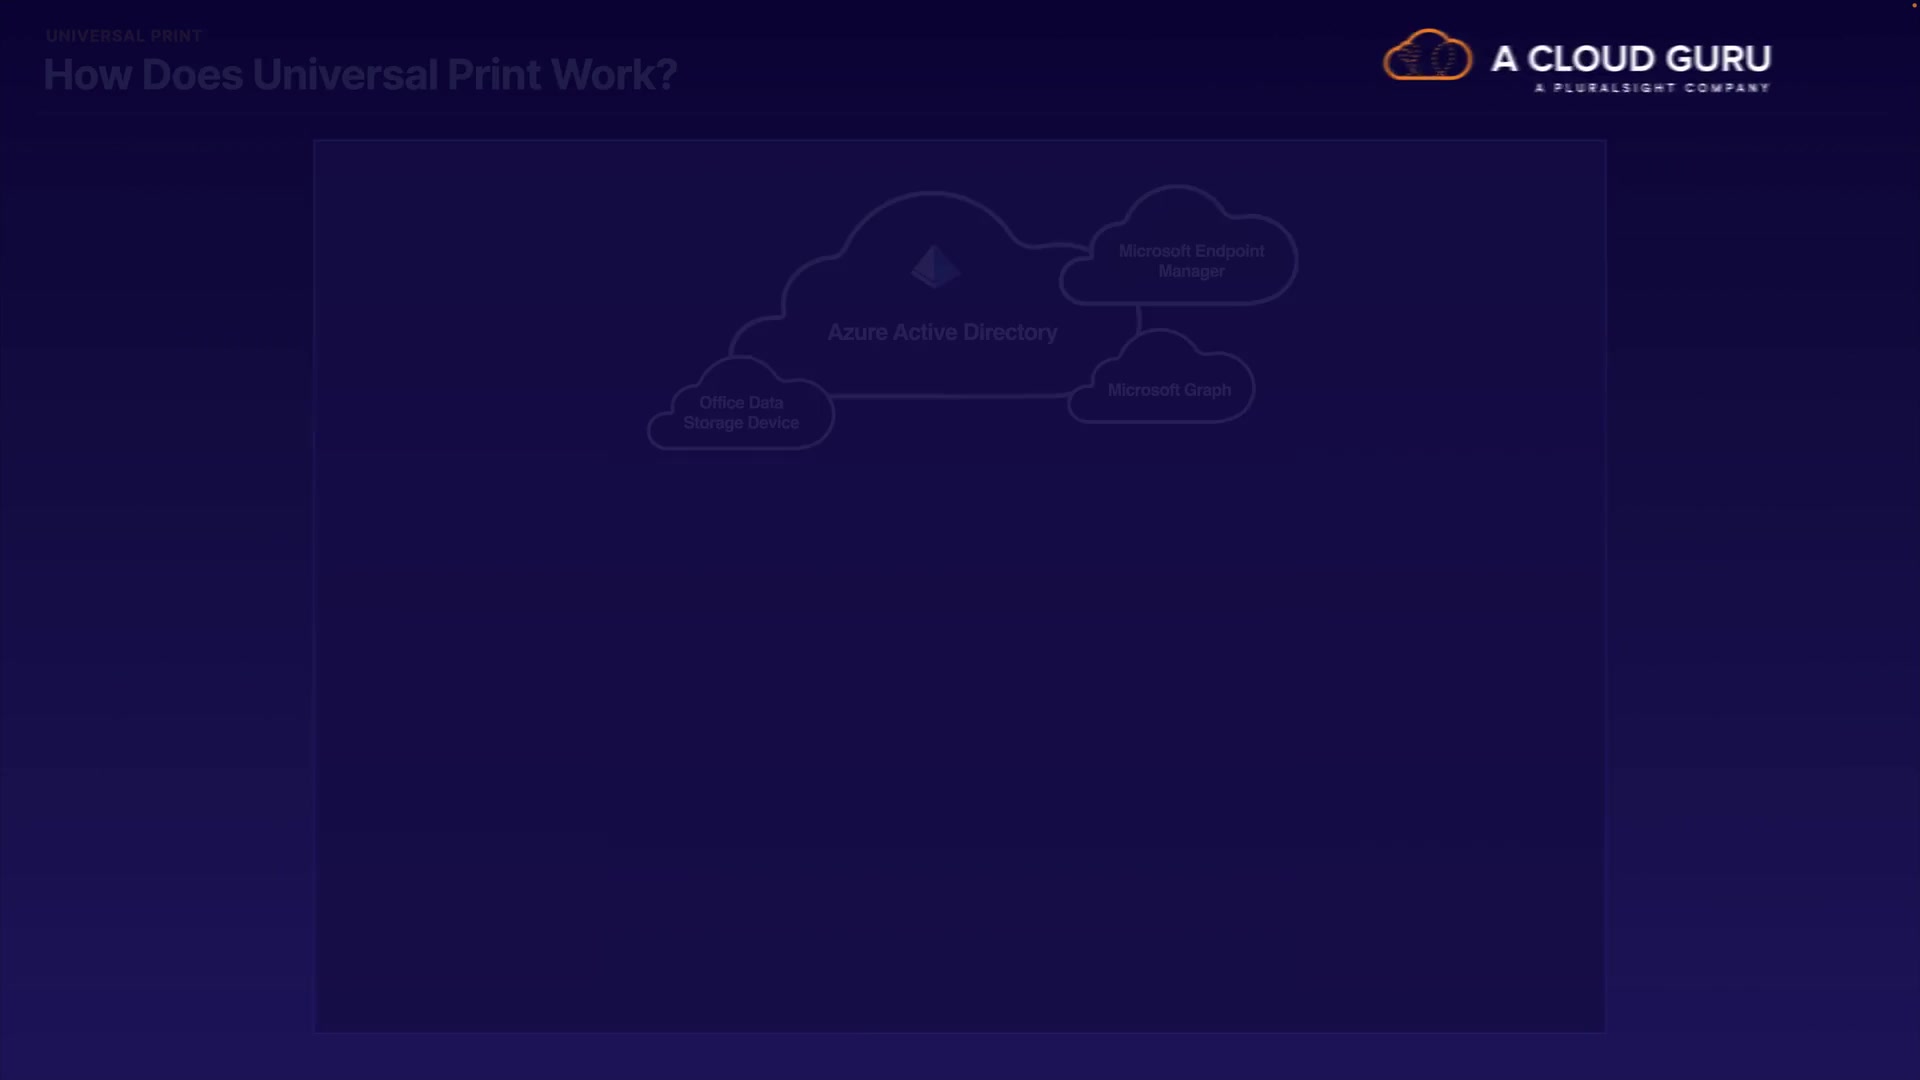 UNIVERSAL PRINT
How Does Universal Print Work?
A CLOUD GURU
A PLURALSIGHT COMPANY
Microsoft Endpoint
Manager
Azure Active Directory
Microsoft Graph
Office Data
Storage Device